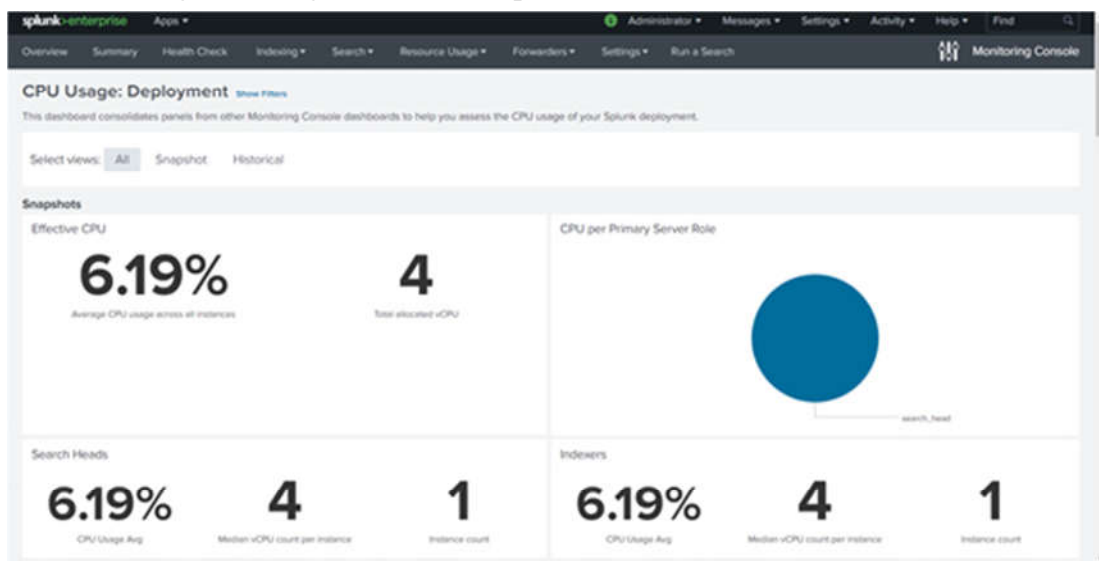 splunk>enterprise Apps Administrator Messages Settings Activity Help Find
Overview Summary Health Check Indexing Search Resource Usage Forwarders Settings Run a Search Monitoring Console
CPU Usage: Deployment Show Filters
This dashboard consolidates panels from other Monitoring Console dashboards to help you assess the CPU usage of your Splunk deployment.
Select views: All Snapshot Historical
Snapshots
Effective CPU
6.19% 4
Average CPU usage across all instances Total allocated vCPU
CPU per Primary Server Role
search_head
Search Heads
6.19% 4 1
CPU Usage Avg Median vCPU count per instance Instance count
Indexers
6.19% 4 1
CPU Usage Avg Median vCPU count per instance Instance count